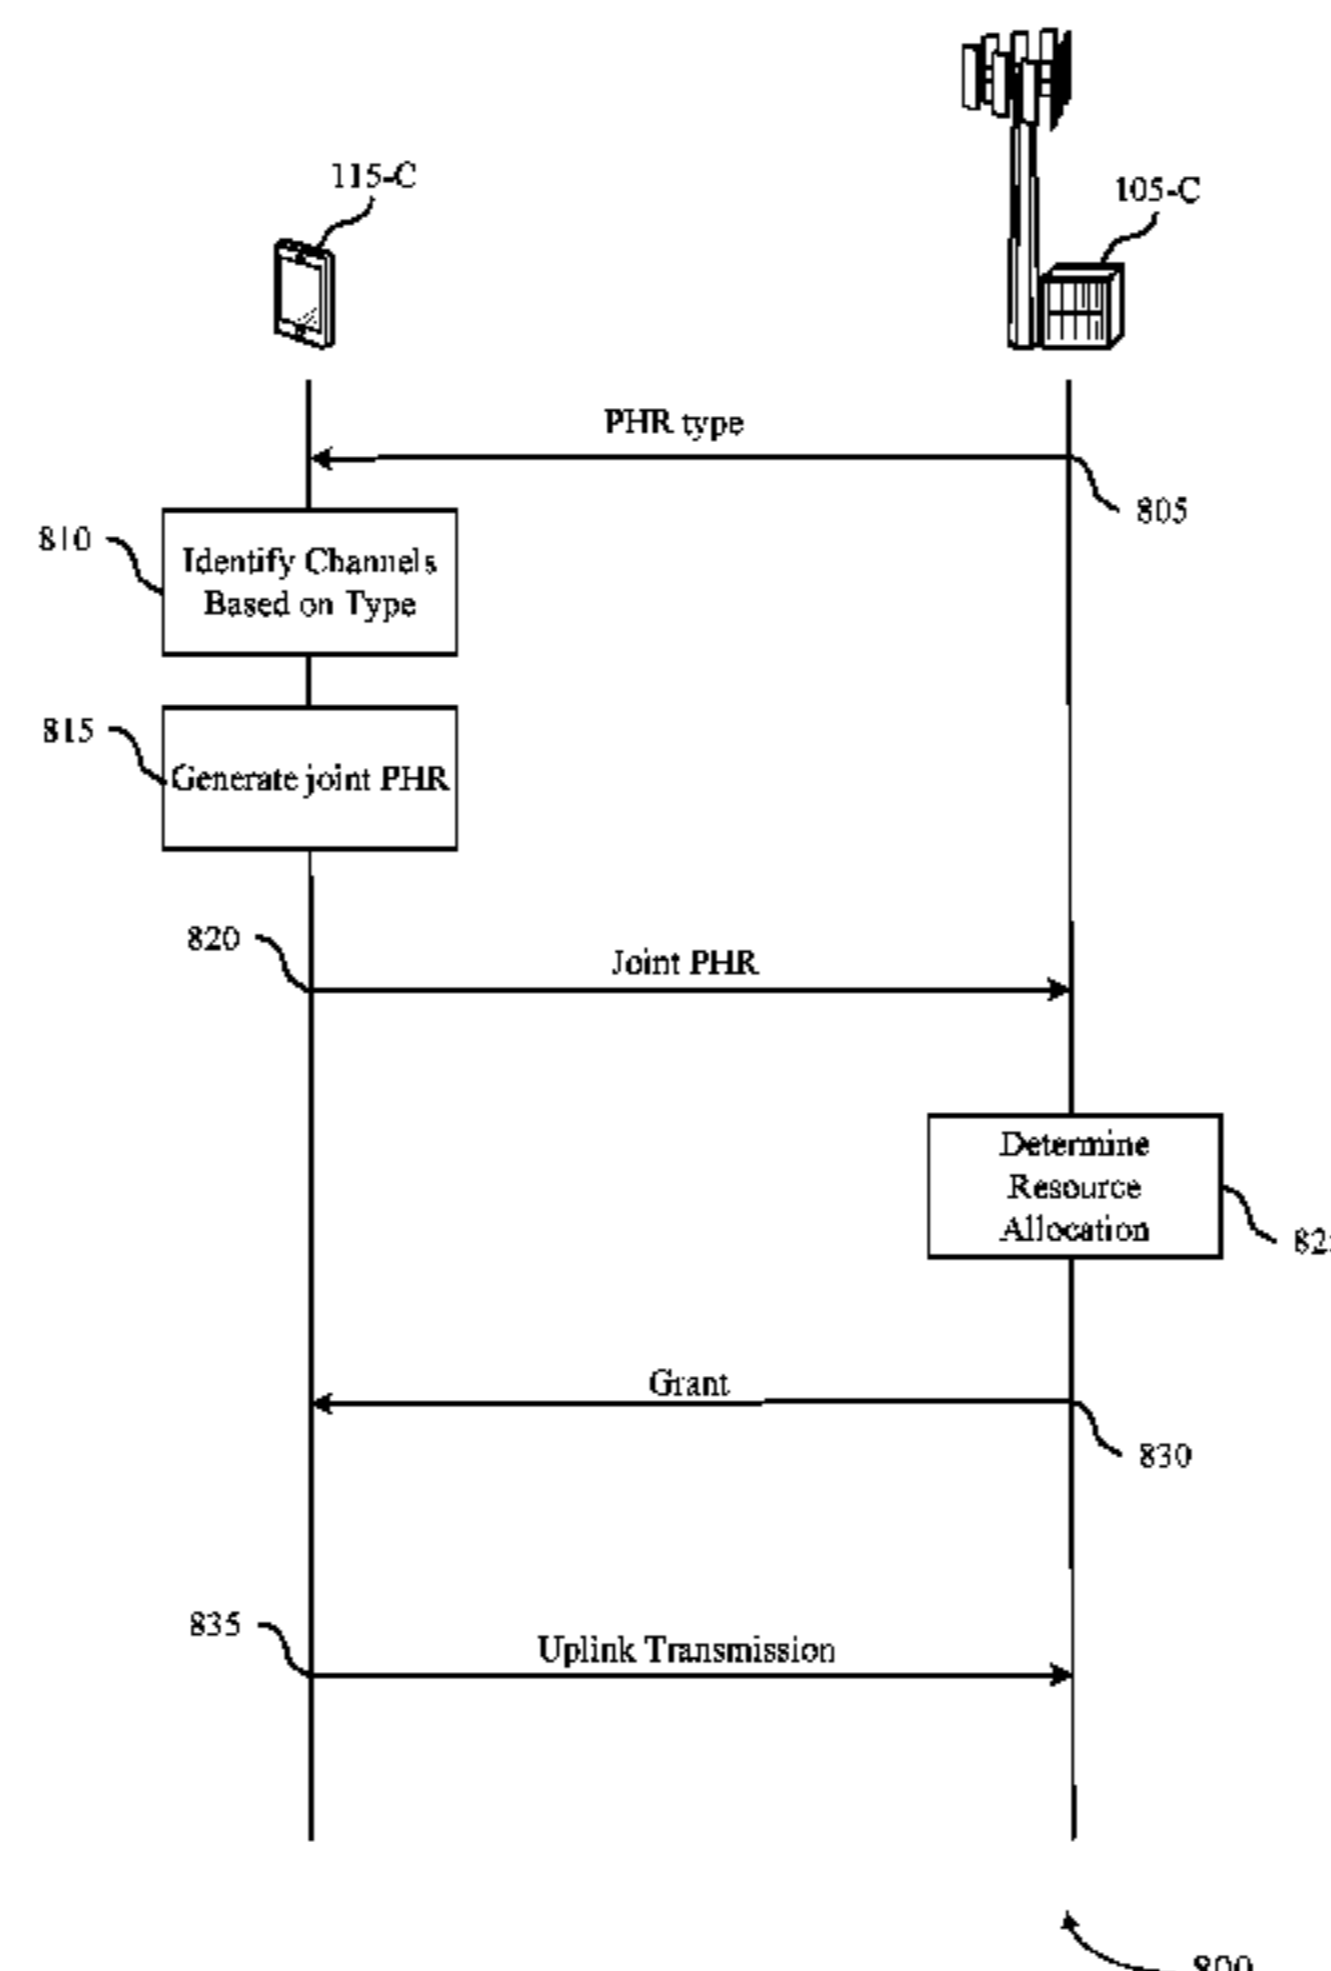 115-C
105-C
PHR type
805
810
Identify Channels
Based on Type
815
Generate joint PHR
820
Joint PHR
Determine
Resource
Allocation
Grant
830
835
Uplink Transmission
800